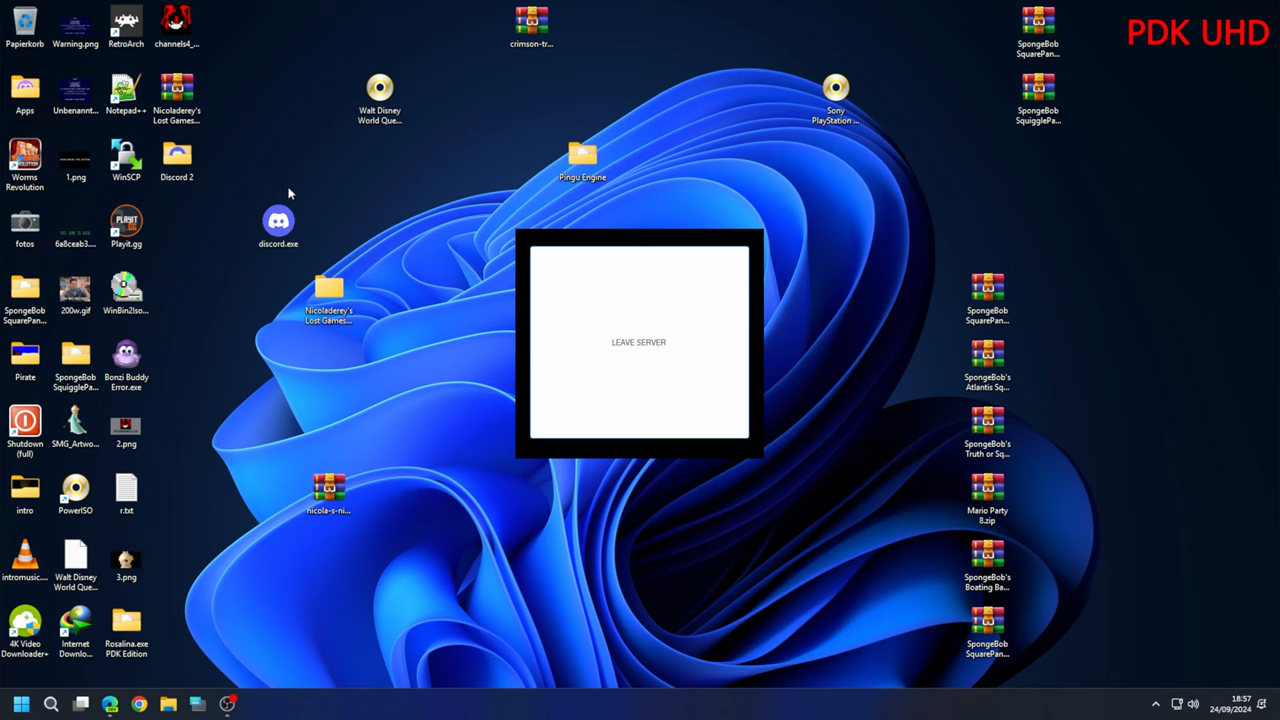 PDK UHD
Papierkorb
Warning.png
RetroArch
channels4_...
crimson-tr...
SpongeBob
SquarePan...
Apps
Unbenannt...
Notepad++
Nicoladerey's
Lost Games...
Walt Disney
World Que...
Sony
PlayStation ...
SpongeBob
SquigglePa...
Worms
Revolution
1.png
WinSCP
Discord 2
Pingu Engine
fotos
6a8ceab3....
Playit.gg
discord.exe
SpongeBob
SquarePan...
200w.gif
WinBin2Iso...
Nicoladerey's
Lost Games...
SpongeBob
SquarePan...
LEAVE SERVER
Pirate
SpongeBob
SquigglePa...
Bonzi Buddy
Error.exe
SpongeBob's
Atlantis Sq...
Shutdown
(full)
SMG_Artwo...
2.png
SpongeBob's
Truth or Sq...
intro
PowerISO
r.txt
nicola-s-ni...
Mario Party
8.zip
intromusic....
Walt Disney
World Que...
3.png
SpongeBob's
Boating Ba...
4K Video
Downloader+
Internet
Downlo...
Rosalina.exe
PDK Edition
SpongeBob
SquarePan...
18:57
24/09/2024